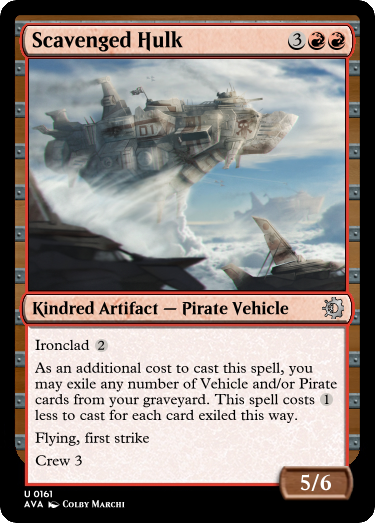 Scavenged Hulk 3
Kindred Artifact — Pirate Vehicle
Ironclad 2
As an additional cost to cast this spell, you
may exile any number of Vehicle and/or Pirate
cards from your graveyard. This spell costs 1
less to cast for each card exiled this way.
Flying, first strike
Crew 3
5/6
U 0161
AVA Colby Marchi